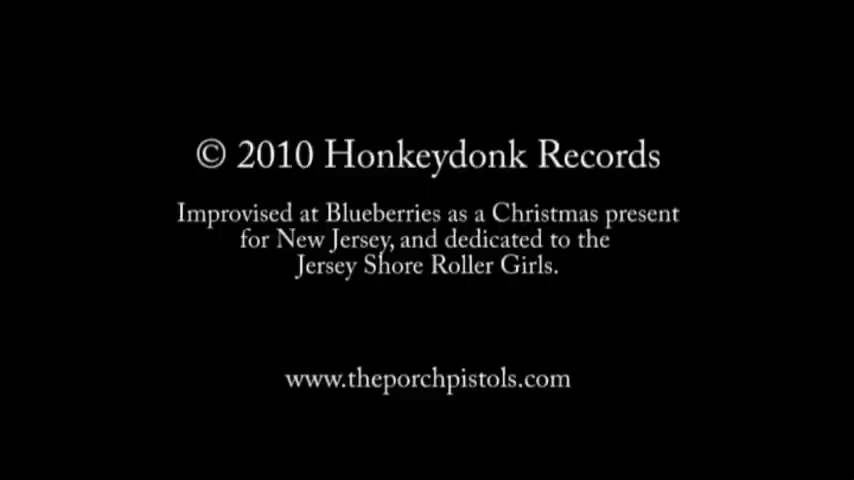 © 2010 Honkeydonk Records
Improvised at Blueberries as a Christmas present
for New Jersey, and dedicated to the
Jersey Shore Roller Girls.
www.theporchpistols.com